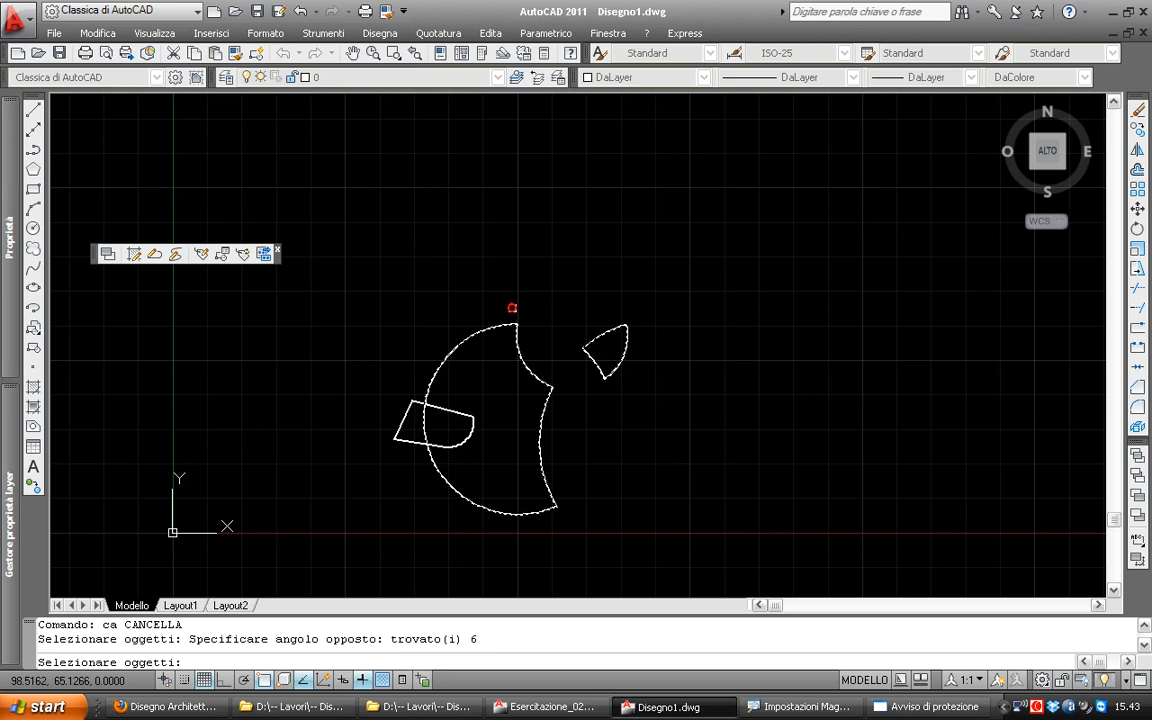 Classica di AutoCAD
AutoCAD 2011 Disegno1.dwg
Digitare parola chiave o frase
File Modifica Visualizza Inserisci Formato Strumenti Disegna Quotatura Edita Parametrico Finestra ? Express
Standard ISO-25 Standard Standard
Classica di AutoCAD 0 DaLayer DaLayer DaLayer DaColore
Proprietà
Gestore proprietà layer
N
O ALTO E
S
WCS
Y
X
Modello Layout1 Layout2
Comando: ca CANCELLA
Selezionare oggetti: Specificare angolo opposto: trovato(i) 6
Selezionare oggetti:
98.5162, 65.1266, 0.0000 MODELLO 1:1
start Disegno Architett... D:\-- Lavori\-- Dis... D:\-- Lavori\-- Dis... Esercitazione_02... Disegno1.dwg Impostazioni Mag... Avviso di protezione 15.43